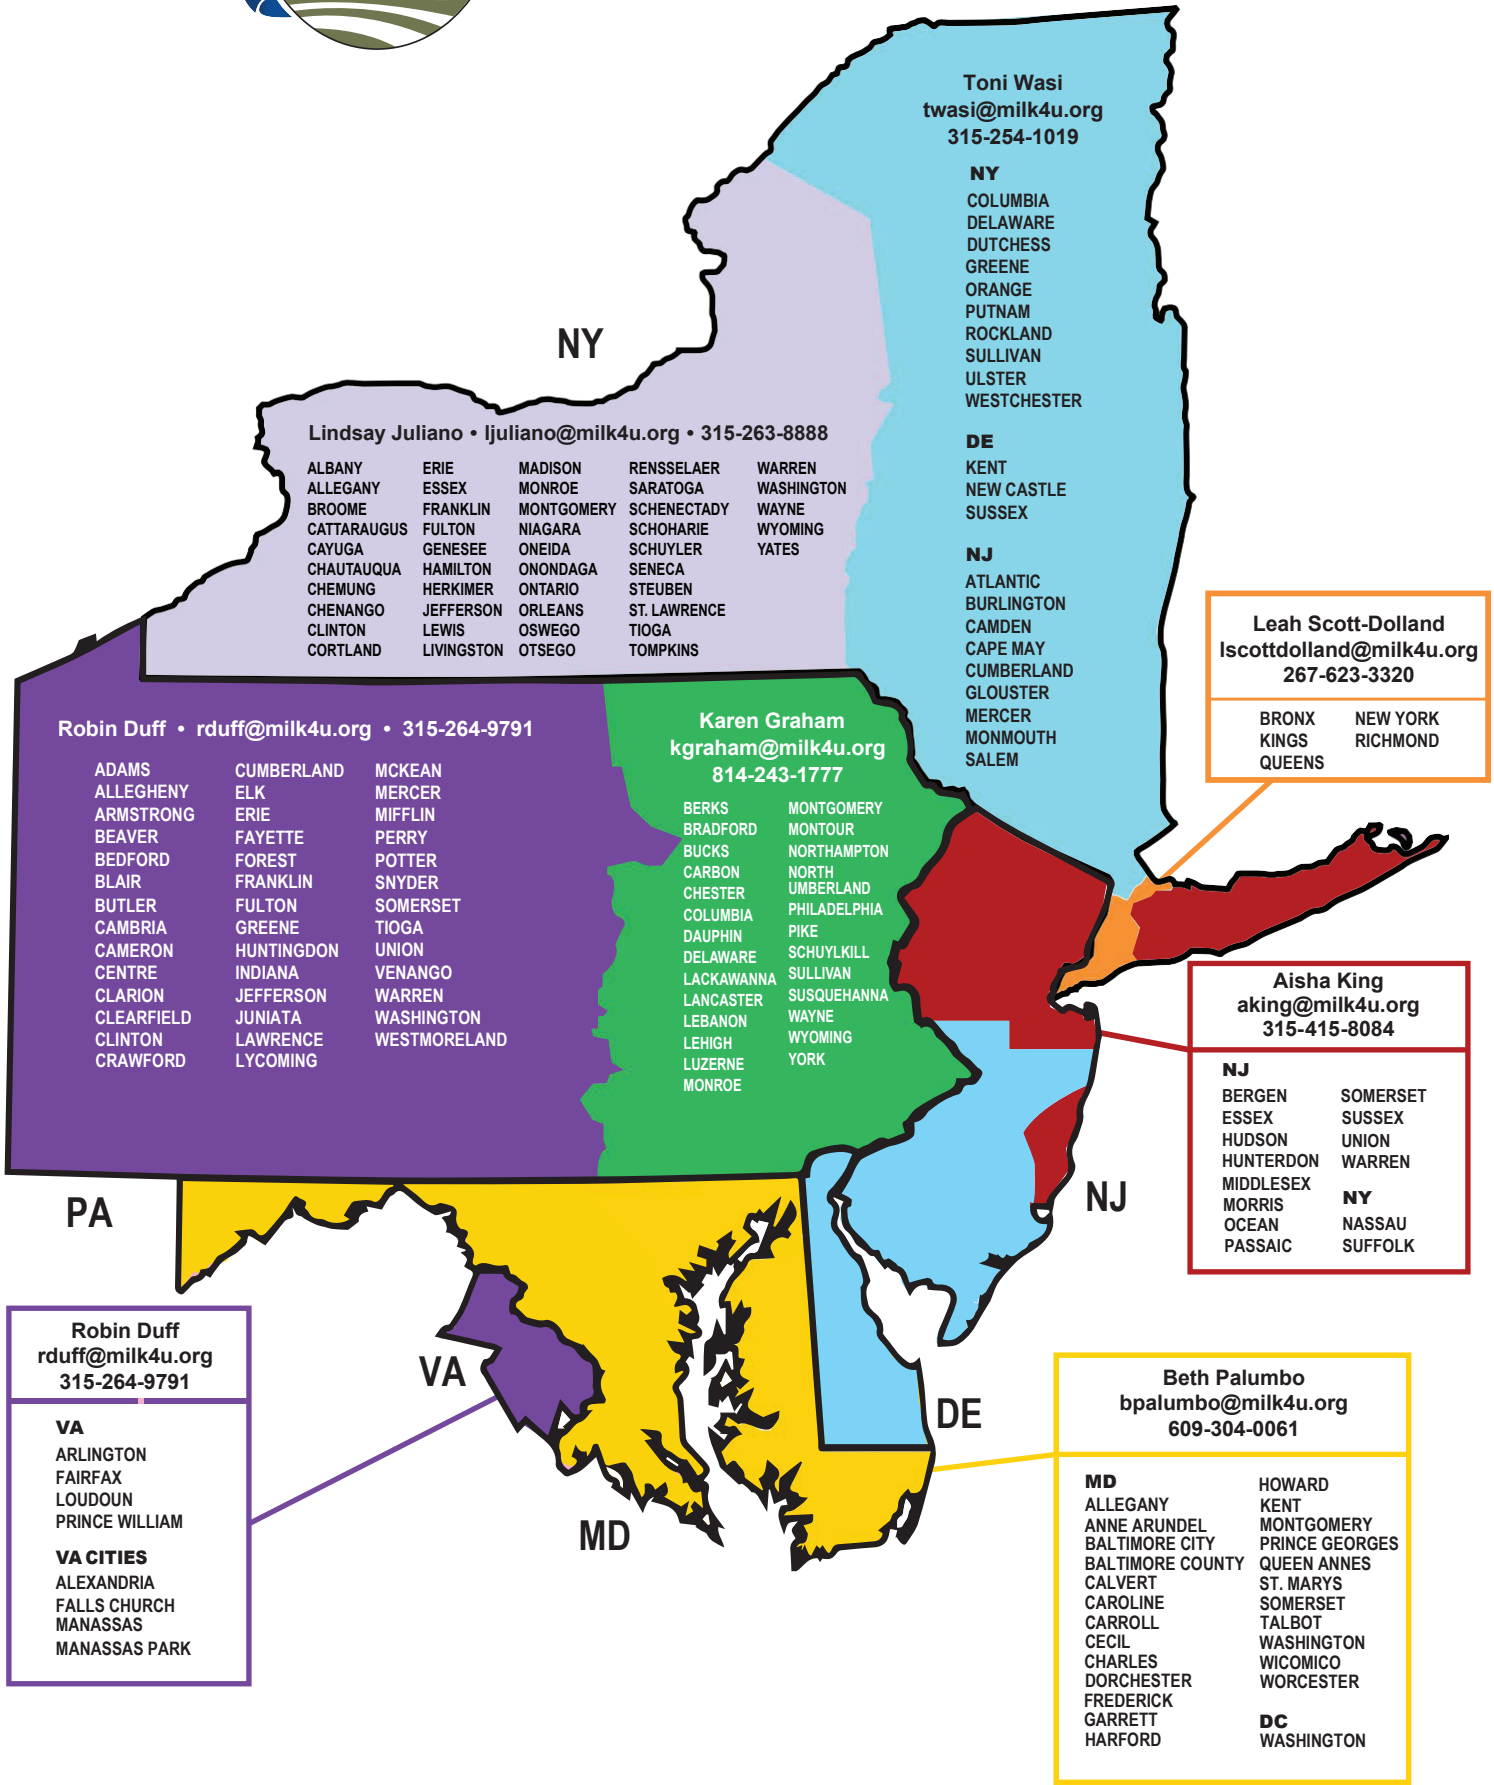 Toni Wasi
twasi@milk4u.org
315-254-1019
NY
COLUMBIA
DELAWARE
DUTCHESS
GREENE
ORANGE
PUTNAM
ROCKLAND
SULLIVAN
ULSTER
WESTCHESTER
DE
KENT
NEW CASTLE
SUSSEX
NJ
ATLANTIC
BURLINGTON
CAMDEN
CAPE MAY
CUMBERLAND
GLOUSTER
MERCER
MONMOUTH
SALEM
NY
Lindsay Juliano • ljuliano@milk4u.org • 315-263-8888
ALBANY
ALLEGANY
BROOME
CATTARAUGUS
CAYUGA
CHAUTAUQUA
CHEMUNG
CHENANGO
CLINTON
CORTLAND
ERIE
ESSEX
FRANKLIN
FULTON
GENESEE
HAMILTON
HERKIMER
JEFFERSON
LEWIS
LIVINGSTON
MADISON
MONROE
MONTGOMERY
NIAGARA
ONEIDA
ONONDAGA
ONTARIO
ORLEANS
OSWEGO
OTSEGO
RENSSELAER
SARATOGA
SCHENECTADY
SCHOHARIE
SCHUYLER
SENECA
STEUBEN
ST. LAWRENCE
TIOGA
TOMPKINS
WARREN
WASHINGTON
WAYNE
WYOMING
YATES
Leah Scott-Dolland
lscottdolland@milk4u.org
267-623-3320
BRONX
KINGS
QUEENS
NEW YORK
RICHMOND
Robin Duff • rduff@milk4u.org • 315-264-9791
ADAMS
ALLEGHENY
ARMSTRONG
BEAVER
BEDFORD
BLAIR
BUTLER
CAMBRIA
CAMERON
CENTRE
CLARION
CLEARFIELD
CLINTON
CRAWFORD
CUMBERLAND
ELK
ERIE
FAYETTE
FOREST
FRANKLIN
FULTON
GREENE
HUNTINGDON
INDIANA
JEFFERSON
JUNIATA
LAWRENCE
LYCOMING
MCKEAN
MERCER
MIFFLIN
PERRY
POTTER
SNYDER
SOMERSET
TIOGA
UNION
VENANGO
WARREN
WASHINGTON
WESTMORELAND
Karen Graham
kgraham@milk4u.org
814-243-1777
BERKS
BRADFORD
BUCKS
CARBON
CHESTER
COLUMBIA
DAUPHIN
DELAWARE
LACKAWANNA
LANCASTER
LEBANON
LEHIGH
LUZERNE
MONROE
MONTGOMERY
MONTOUR
NORTHAMPTON
NORTH
UMBERLAND
PHILADELPHIA
PIKE
SCHUYLKILL
SULLIVAN
SUSQUEHANNA
WAYNE
WYOMING
YORK
Aisha King
aking@milk4u.org
315-415-8084
NJ
BERGEN
ESSEX
HUDSON
HUNTERDON
MIDDLESEX
MORRIS
OCEAN
PASSAIC
SOMERSET
SUSSEX
UNION
WARREN
NY
NASSAU
SUFFOLK
PA
NJ
VA
DE
MD
Robin Duff
rduff@milk4u.org
315-264-9791
VA
ARLINGTON
FAIRFAX
LOUDOUN
PRINCE WILLIAM
VA CITIES
ALEXANDRIA
FALLS CHURCH
MANASSAS
MANASSAS PARK
Beth Palumbo
bpalumbo@milk4u.org
609-304-0061
MD
ALLEGANY
ANNE ARUNDEL
BALTIMORE CITY
BALTIMORE COUNTY
CALVERT
CAROLINE
CARROLL
CECIL
CHARLES
DORCHESTER
FREDERICK
GARRETT
HARFORD
HOWARD
KENT
MONTGOMERY
PRINCE GEORGES
QUEEN ANNES
ST. MARYS
SOMERSET
TALBOT
WASHINGTON
WICOMICO
WORCESTER
DC
WASHINGTON